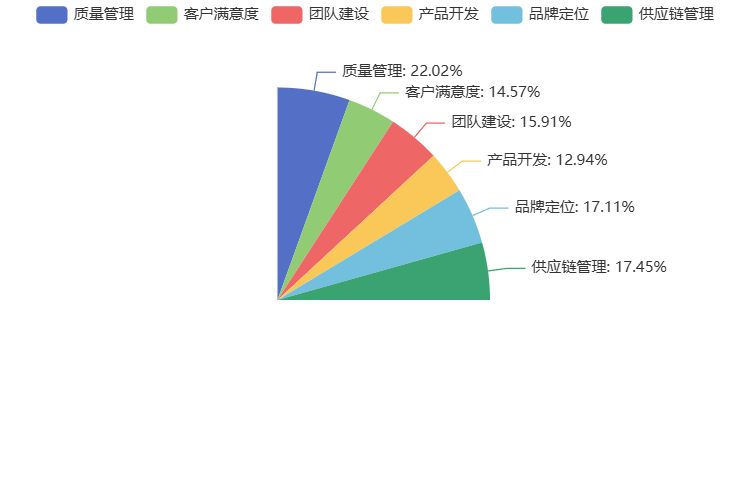 质量管理 客户满意度 团队建设 产品开发 品牌定位 供应链管理
质量管理: 22.02%
客户满意度: 14.57%
团队建设: 15.91%
产品开发: 12.94%
品牌定位: 17.11%
供应链管理: 17.45%